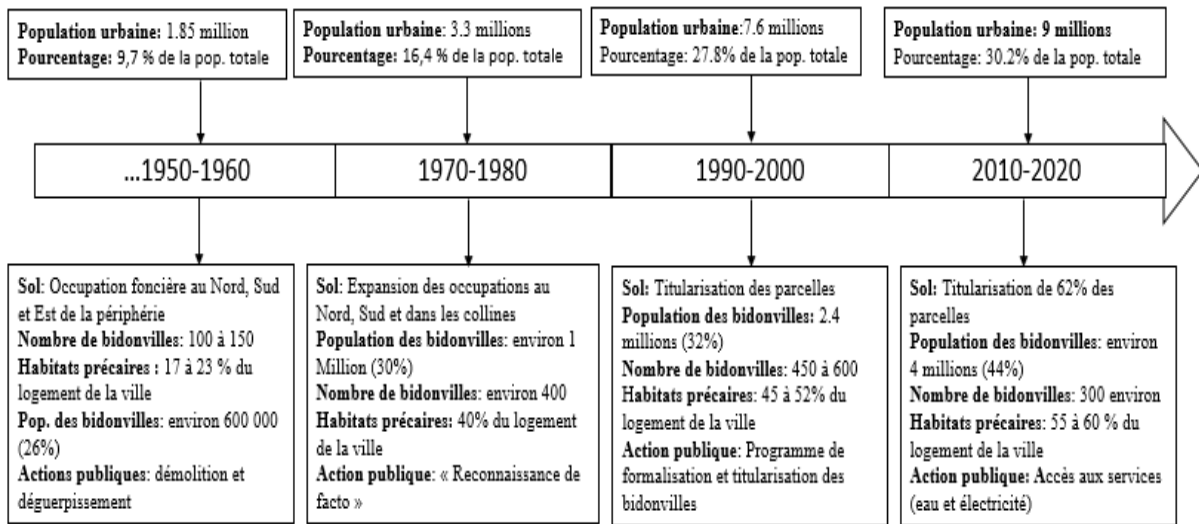 Population urbaine: 1.85 million
Pourcentage: 9,7 % de la pop. totale
Population urbaine: 3.3 millions
Pourcentage: 16,4 % de la pop. totale
Population urbaine:7.6 millions
Pourcentage: 27.8% de la pop. totale
Population urbaine: 9 millions
Pourcentage: 30.2% de la pop. totale
...1950-1960
1970-1980
1990-2000
2010-2020
Sol: Occupation foncière au Nord, Sud
et Est de la périphérie
Nombre de bidonvilles: 100 à 150
Habitats précaires : 17 à 23 % du
logement de la ville
Pop. des bidonvilles: environ 600 000
(26%)
Actions publiques: démolition et
déguerpissement
Sol: Expansion des occupations au
Nord, Sud et dans les collines
Population des bidonvilles: environ 1
Million (30%)
Nombre de bidonvilles: environ 400
Habitats précaires: 40% du logement
de la ville
Action publique: « Reconnaissance de
facto »
Sol: Titularisation des parcelles
Population des bidonvilles: 2.4
millions (32%)
Nombre de bidonvilles: 450 à 600
Habitats précaires: 45 à 52% du
logement de la ville
Action publique: Programme de
formalisation et titularisation des
bidonvilles
Sol: Titularisation de 62% des
parcelles
Population des bidonvilles: environ
4 millions (44%)
Nombre de bidonvilles: 300 environ
Habitats précaires: 55 à 60 % du
logement de la ville
Action publique: Accès aux services
(eau et électricité)